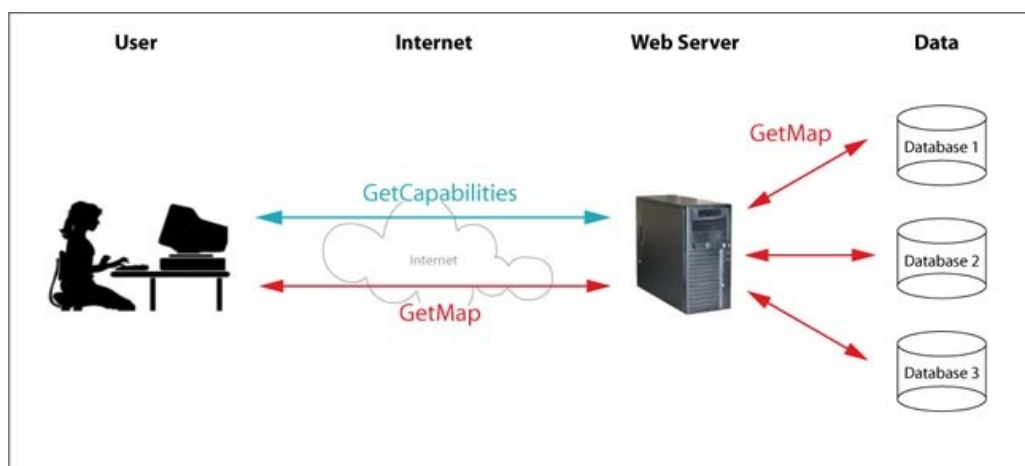 User
Internet
Web Server
Data
GetMap
Database 1
GetCapabilities
Internet
Database 2
GetMap
Database 3